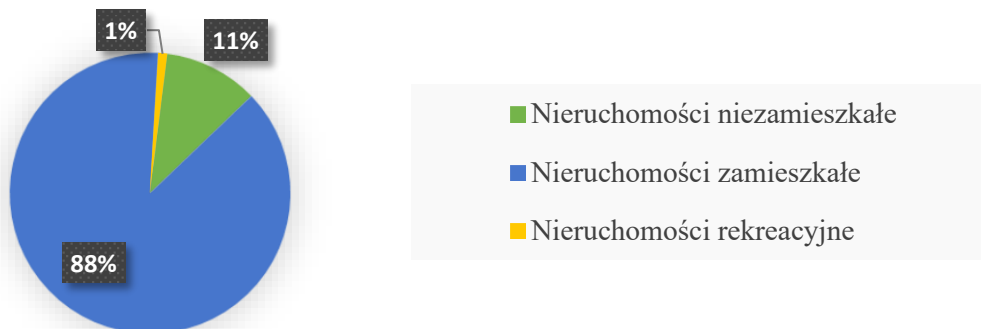 1%
11%
88%
Nieruchomości niezamieszkałe
Nieruchomości zamieszkałe
Nieruchomości rekreacyjne